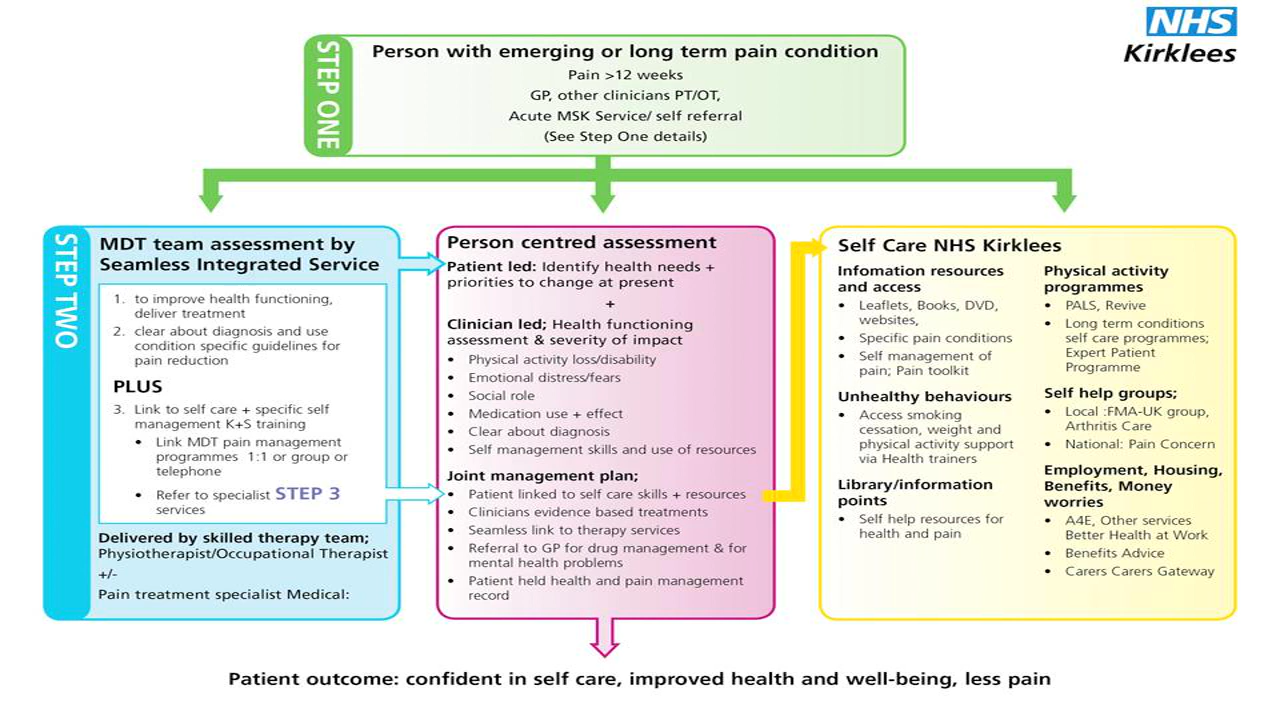 NHS
Kirklees
STEP ONE
Person with emerging or long term pain condition
Pain >12 weeks
GP, other clinicians PT/OT,
Acute MSK Service/ self referral
(See Step One details)
STEP TWO
MDT team assessment by
Seamless Integrated Service
1. to improve health functioning,
deliver treatment
2. clear about diagnosis and use
condition specific guidelines for
pain reduction
PLUS
3. Link to self care + specific self
management K+S training
• Link MDT pain management
programmes 1:1 or group or
telephone
• Refer to specialist STEP 3
services
Delivered by skilled therapy team;
Physiotherapist/Occupational Therapist
+/-
Pain treatment specialist Medical:
Person centred assessment
Patient led: Identify health needs +
priorities to change at present
+
Clinician led; Health functioning
assessment & severity of impact
• Physical activity loss/disability
• Emotional distress/fears
• Social role
• Medication use + effect
• Clear about diagnosis
• Self management skills and use of resources
Joint management plan;
• Patient linked to self care skills + resources
• Clinicians evidence based treatments
• Seamless link to therapy services
• Referral to GP for drug management & for
mental health problems
• Patient held health and pain management
record
Self Care NHS Kirklees
Infomation resources
and access
• Leaflets, Books, DVD,
websites,
• Specific pain conditions
• Self management of
pain; Pain toolkit
Unhealthy behaviours
• Access smoking
cessation, weight and
physical activity support
via Health trainers
Library/information
points
• Self help resources for
health and pain
Physical activity
programmes
• PALS, Revive
• Long term conditions
self care programmes;
Expert Patient
Programme
Self help groups;
• Local :FMA-UK group,
Arthritis Care
• National: Pain Concern
Employment, Housing,
Benefits, Money
worries
• A4E, Other services
Better Health at Work
• Benefits Advice
• Carers Carers Gateway
Patient outcome: confident in self care, improved health and well-being, less pain